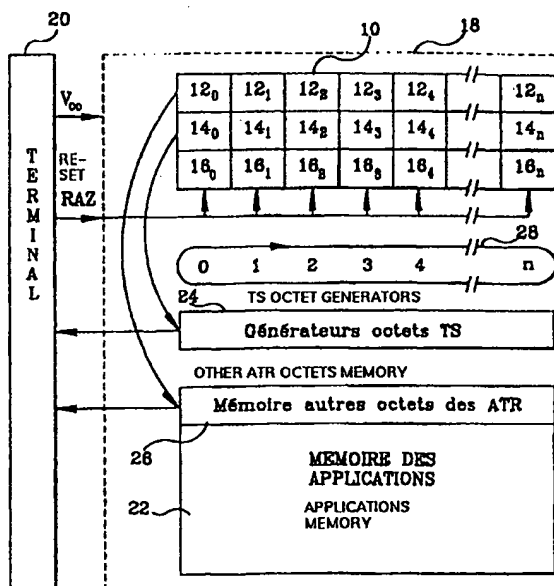 20
10
18
V∞
12₀ 12₁ 12₂ 12₃ 12₄ 12ₙ
14₀ 14₁ 14₂ 14₃ 14₄ 14ₙ
16₀ 16₁ 16₂ 16₃ 16₄ 16ₙ
RE-
SET
RAZ
TERMINAL
28
0 1 2 3 4 n
24
TS OCTET GENERATORS
Générateurs octets TS
OTHER ATR OCTETS MEMORY
Mémoire autres octets des ATR
26
MEMOIRE DES
APPLICATIONS
22
APPLICATIONS
MEMORY